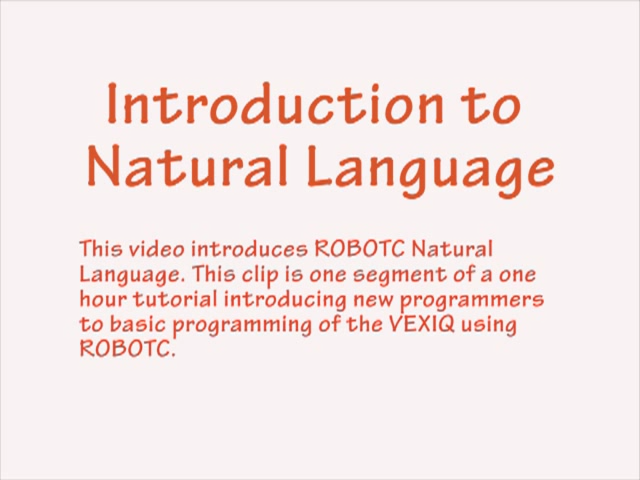 Introduction to
Natural Language
This video introduces ROBOTC Natural
Language. This clip is one segment of a one
hour tutorial introducing new programmers
to basic programming of the VEXIQ using
ROBOTC.